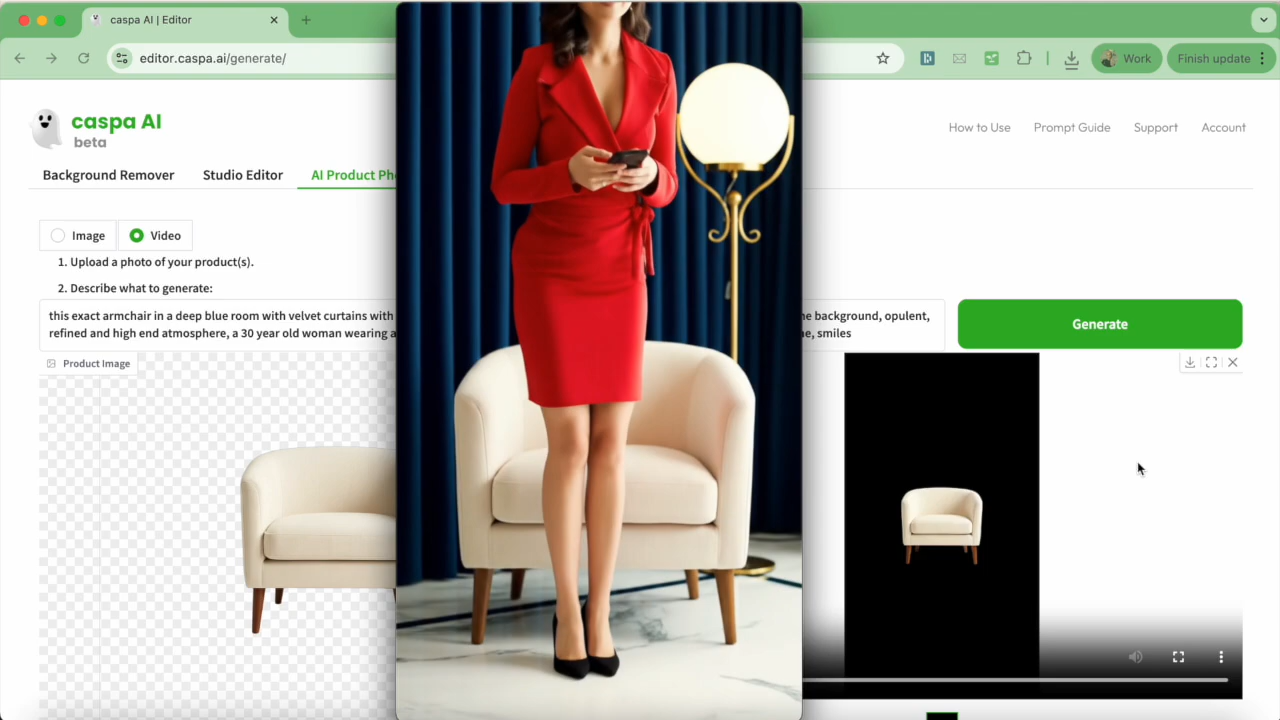 caspa AI | Editor
editor.caspa.ai/generate/
Work
Finish update
caspa AI
beta
How to Use
Prompt Guide
Support
Account
Background Remover
Studio Editor
AI Product Ph
Image
Video
1. Upload a photo of your product(s).
2. Describe what to generate:
this exact armchair in a deep blue room with velvet curtains with
background, opulent,
refined and high end atmosphere, a 30 year old woman wearing a
smiles
Generate
Product Image